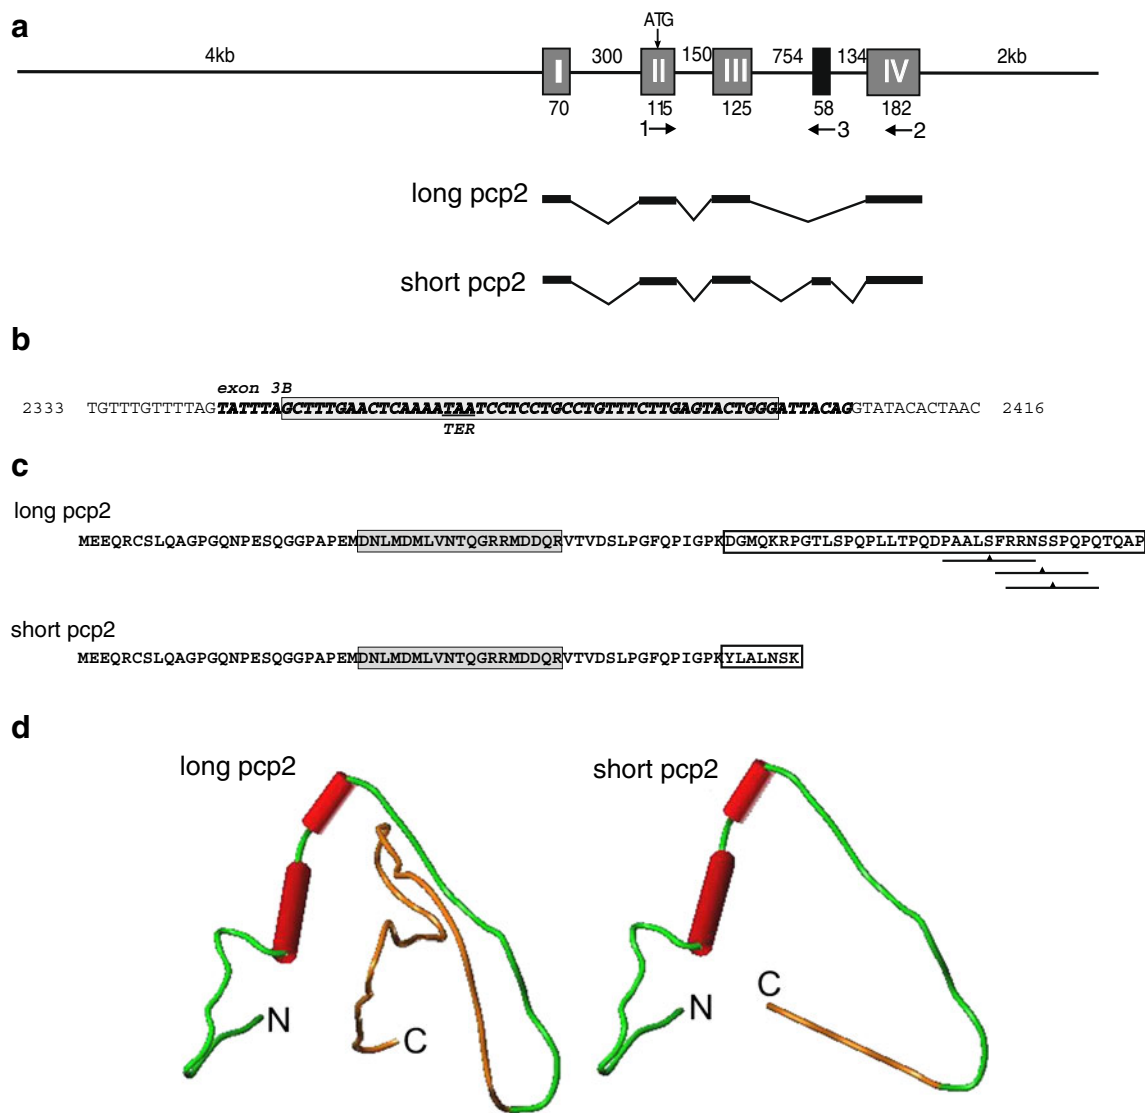 a
ATG
4kb 300 150 754 134 2kb
I II III IV
70 115 125 58 182
1 3 2
long pcp2
short pcp2
b
exon 3B
2333 TGTTTGTTTTAGTATTTAGCTTTGAACTCAAAATAATCCTCCTGCCTGTTTCTTGAGTACTGGGATTACAGGTATACACTAAC 2416
TER
c
long pcp2
MEEQRCSLQAGPGQNPESQGGPAPEMDNLMDMLVNTQGRRMDDQRVTVDSLPGFQPIGPKDGMQKRPGTLSPQPLLTPQDPAALSFRRNSSPQPQTQAP
short pcp2
MEEQRCSLQAGPGQNPESQGGPAPEMDNLMDMLVNTQGRRMDDQRVTVDSLPGFQPIGPKYLALNSK
d
long pcp2 short pcp2
N C N C